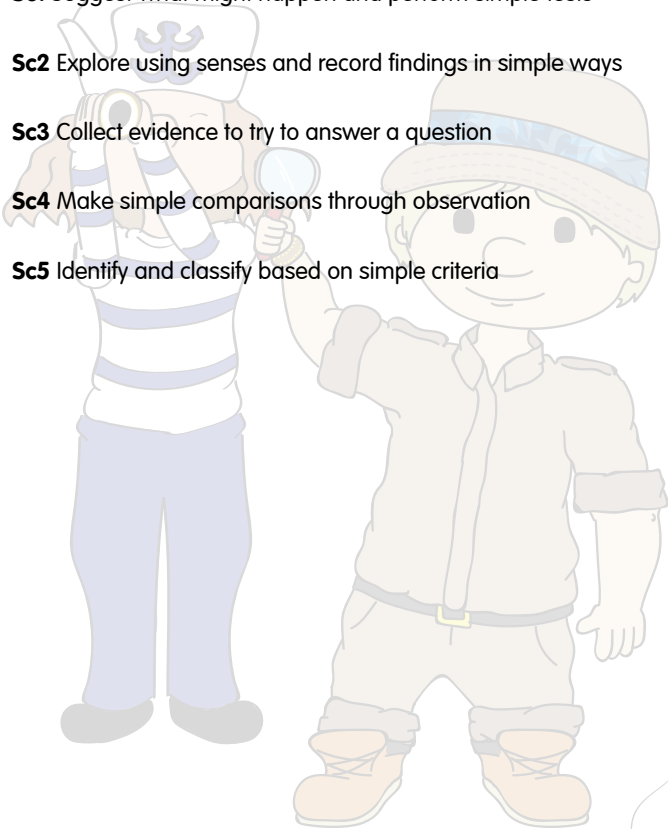 Sc2 Explore using senses and record findings in simple ways
Sc3 Collect evidence to try to answer a question
Sc4 Make simple comparisons through observation
Sc5 Identify and classify based on simple criteria